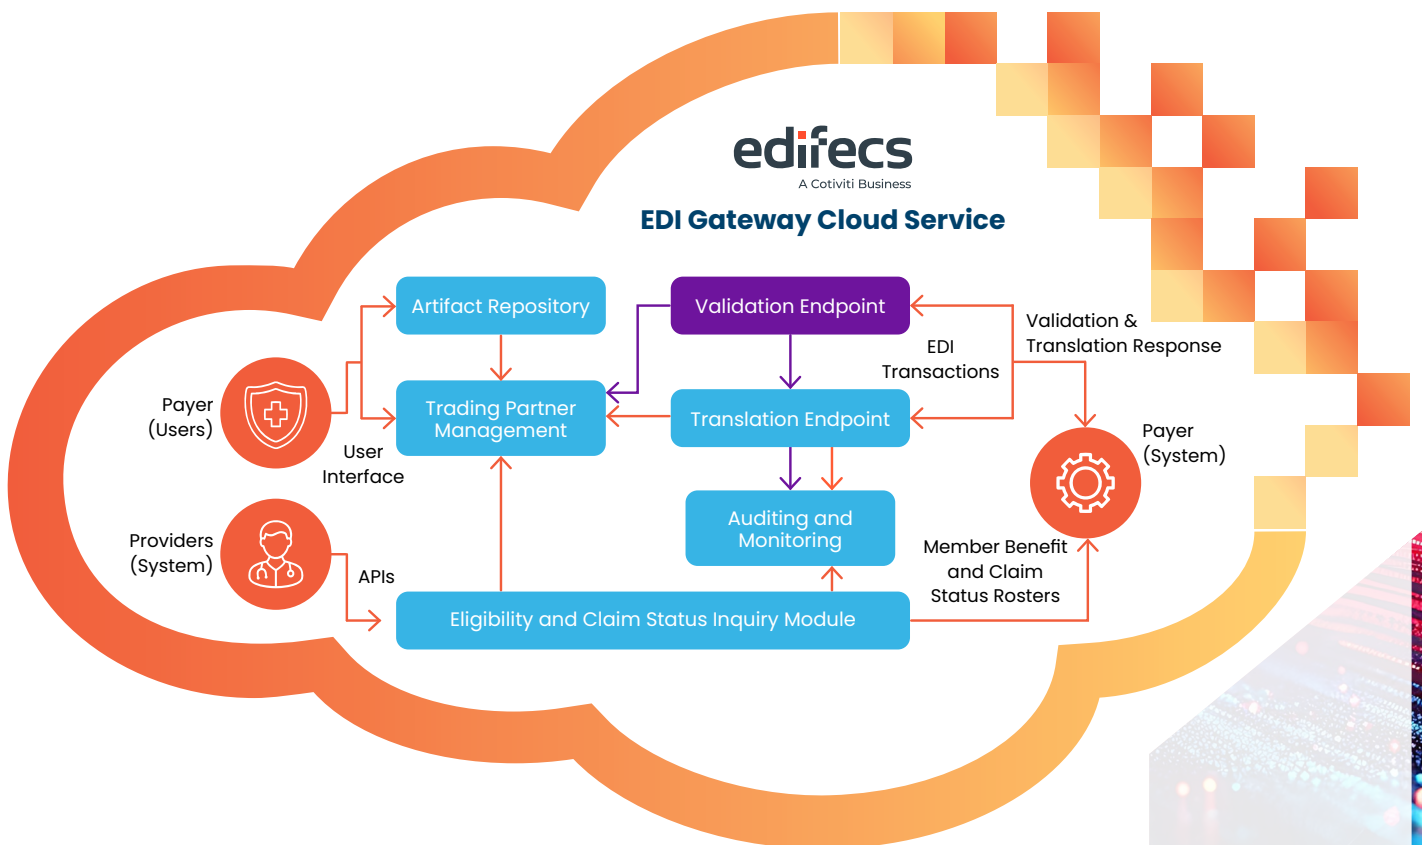 edifecs
A Cotiviti Business
EDI Gateway Cloud Service
Artifact Repository
Validation Endpoint
Validation &
Translation Response
EDI
Transactions
Payer
(Users)
Trading Partner
Management
Translation Endpoint
User
Interface
Payer
(System)
Auditing and
Monitoring
Providers
(System)
APIs
Member Benefit
and Claim
Status Rosters
Eligibility and Claim Status Inquiry Module